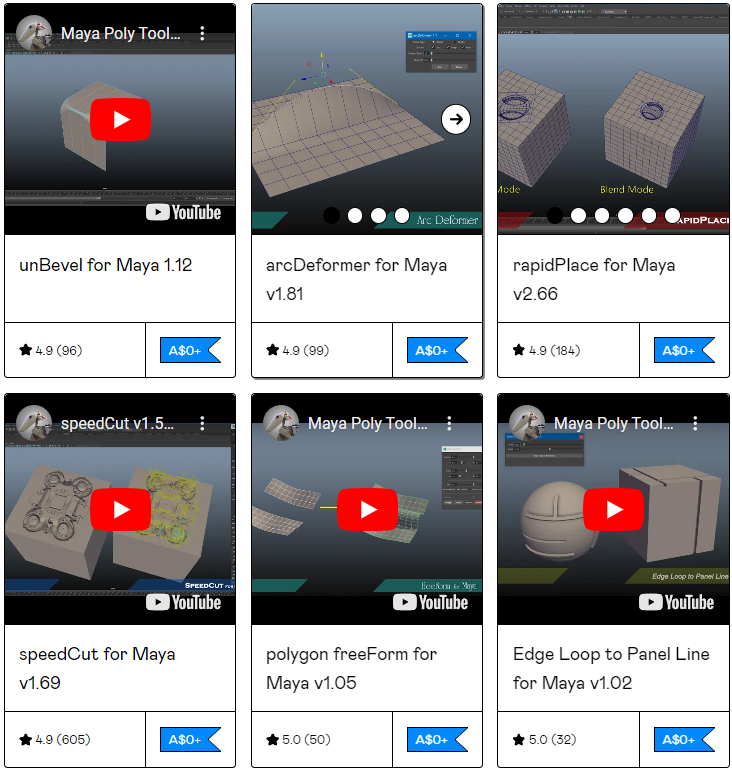 Maya Poly Tool...
YouTube
unBevel for Maya 1.12
4.9 (96)
A$0+
Arc Deformer
arcDeformer for Maya
v1.81
4.9 (99)
A$0+
Mode
Blend Mode
RAPIDPLACE
rapidPlace for Maya
v2.66
4.9 (184)
A$0+
speedCut v1.5...
SPEEDCUT FOR
YouTube
speedCut for Maya
v1.69
4.9 (605)
A$0+
Maya Poly Tool...
Freeform for Maya
YouTube
polygon freeForm for
Maya v1.05
5.0 (50)
A$0+
Maya Poly Tool...
Edge Loop to Panel Line
YouTube
Edge Loop to Panel Line
for Maya v1.02
5.0 (32)
A$0+